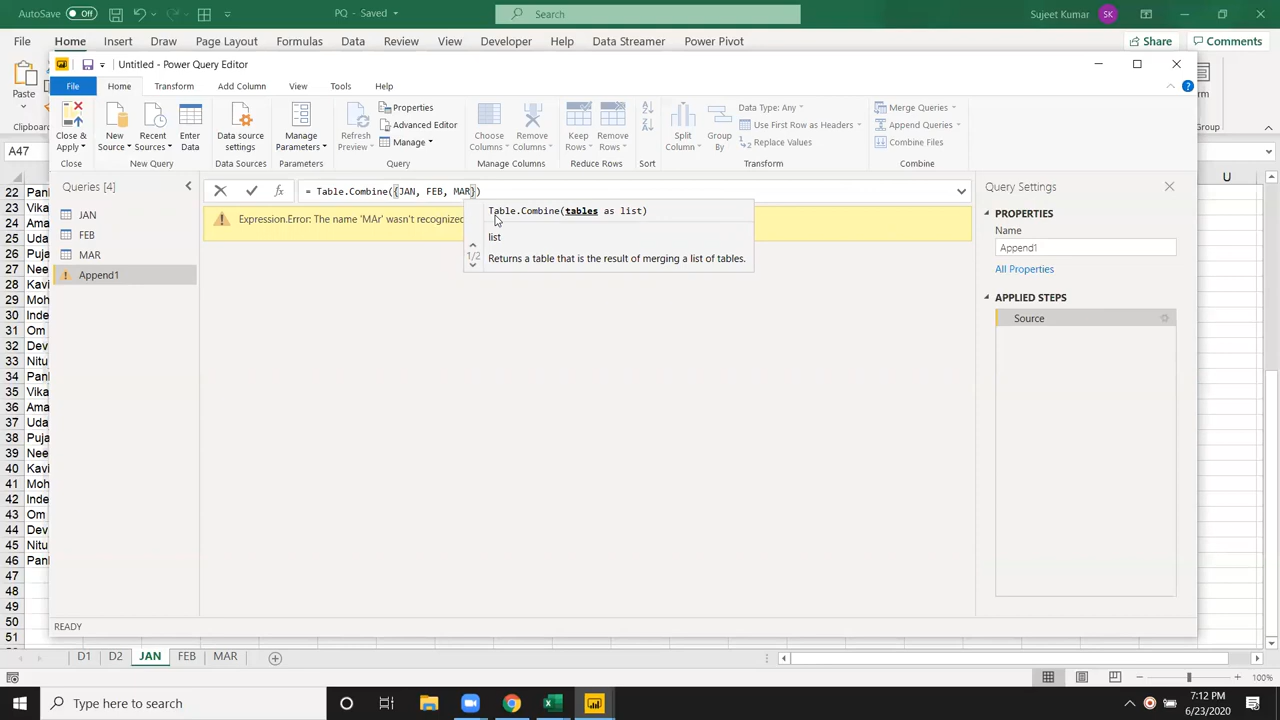 AutoSave Off PQ - Saved Search Sujeet Kumar SK
File Home Insert Draw Page Layout Formulas Data Review View Developer Help Data Streamer Power Pivot Share Comments
Untitled - Power Query Editor
Paste
Clipboard
File Home Transform Add Column View Tools Help
Close & Apply
New Source
Recent Sources
Enter Data
Data source settings
Manage Parameters
Refresh Preview
Properties
Advanced Editor
Manage
Choose Columns
Remove Columns
Keep Rows
Remove Rows
Split Column
Group By
Data Type: Any
Use First Row as Headers
Replace Values
Merge Queries
Append Queries
Combine Files
Close New Query Data Sources Parameters Query Manage Columns Reduce Rows Sort Transform Combine
A47
Queries [4]
= Table.Combine({JAN, FEB, MAR})
Query Settings
U
JAN
FEB
MAR
Append1
Expression.Error: The name 'MAr' wasn't recognized
Table.Combine(tables as list)
list
1/2
Returns a table that is the result of merging a list of tables.
PROPERTIES
Name
Append1
All Properties
APPLIED STEPS
Source
22 Pank
23
24
25
26
27 Nee
28
29 Moh
30 Inde
31 Om
32 Dev
33 Nitu
34 Pank
35 Vika
36 Ama
37 Uda
38 Puja
39 Nee
40 Kavi
41 Moh
42 Inde
43 Om
44 Dev
45 Nitu
46 Pank
47
48
49
50
51
READY
D1 D2 JAN FEB MAR
100%
Type here to search
7:12 PM
6/23/2020